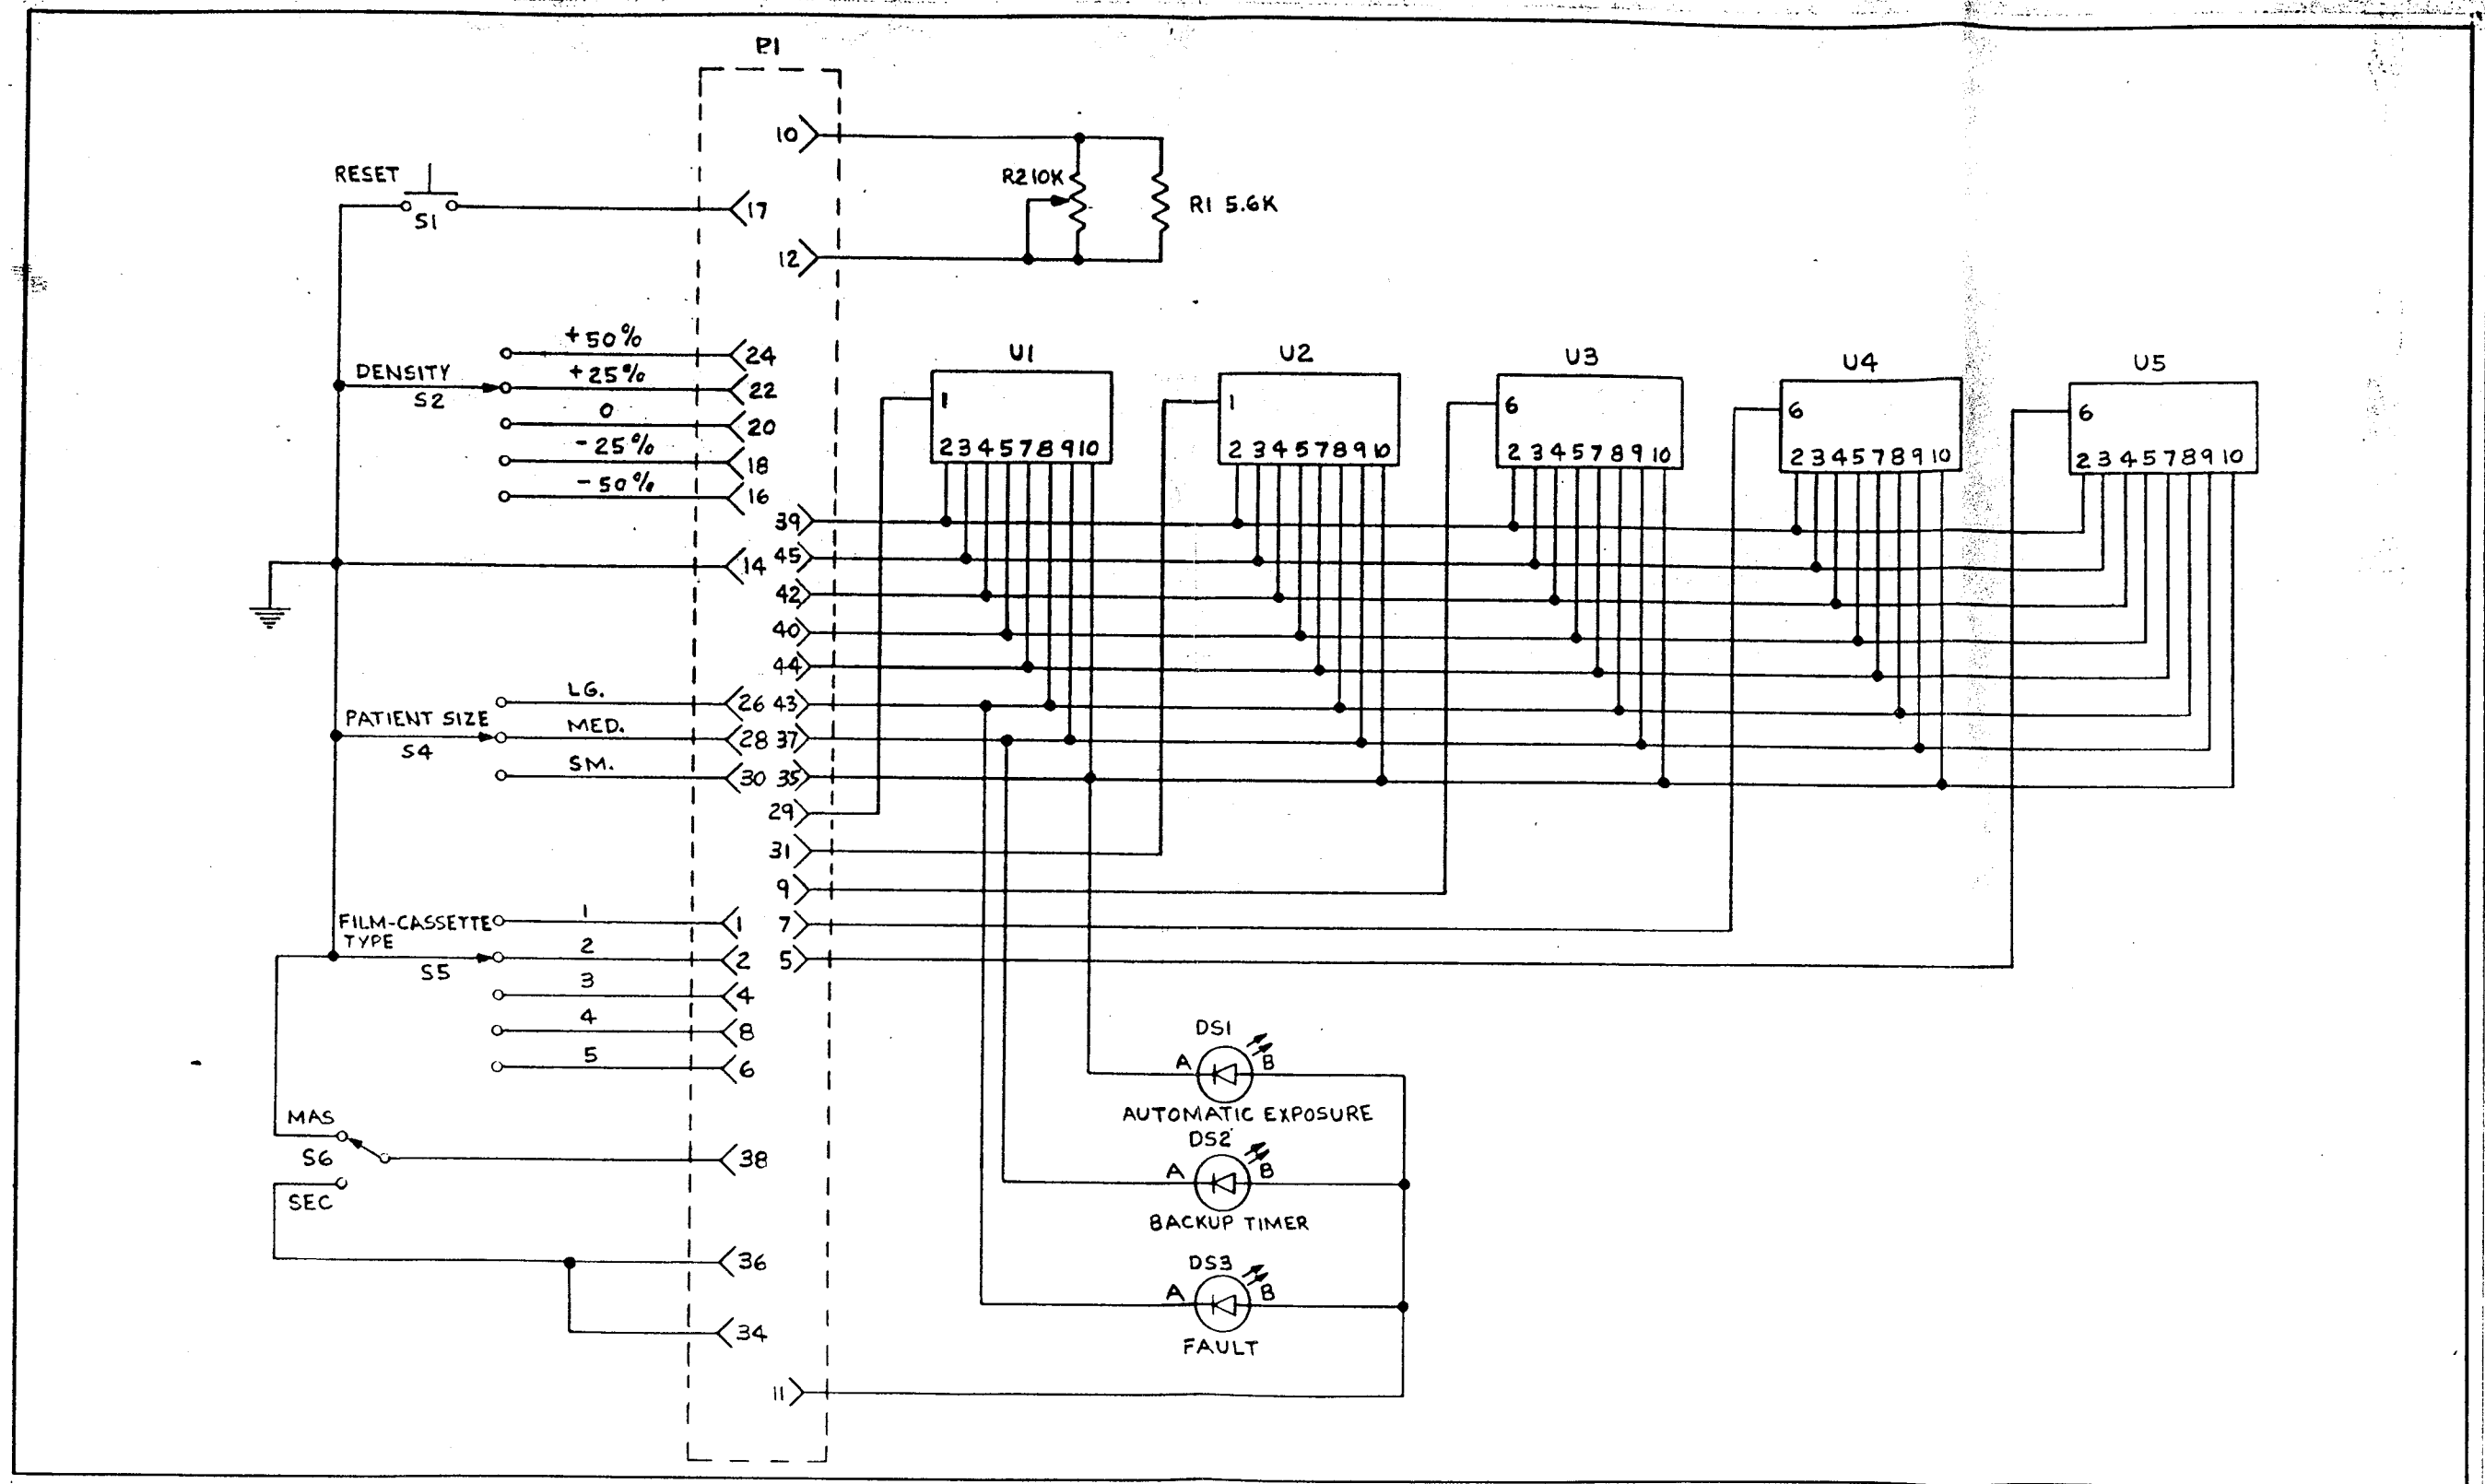 P1
10
RESET
S1
17
R2 10K
R1 5.6K
12
+50%
24
DENSITY
S2
+25%
22
0
20
-25%
18
-50%
16
U1
1
2 3 4 5 7 8 9 10
U2
1
2 3 4 5 7 8 9 10
U3
6
2 3 4 5 7 8 9 10
U4
6
2 3 4 5 7 8 9 10
U5
6
2 3 4 5 7 8 9 10
39
14 45
42
40
44
LG.
26 43
PATIENT SIZE
S4
MED.
28 37
SM.
30 35
29
31
9
FILM-CASSETTE
TYPE
S5
1
1 7
2
2 5
3
4
4
8
5
6
DS1
A B
AUTOMATIC EXPOSURE
MAS
S6
SEC
38
DS2
A B
BACKUP TIMER
36
DS3
A B
FAULT
34
11